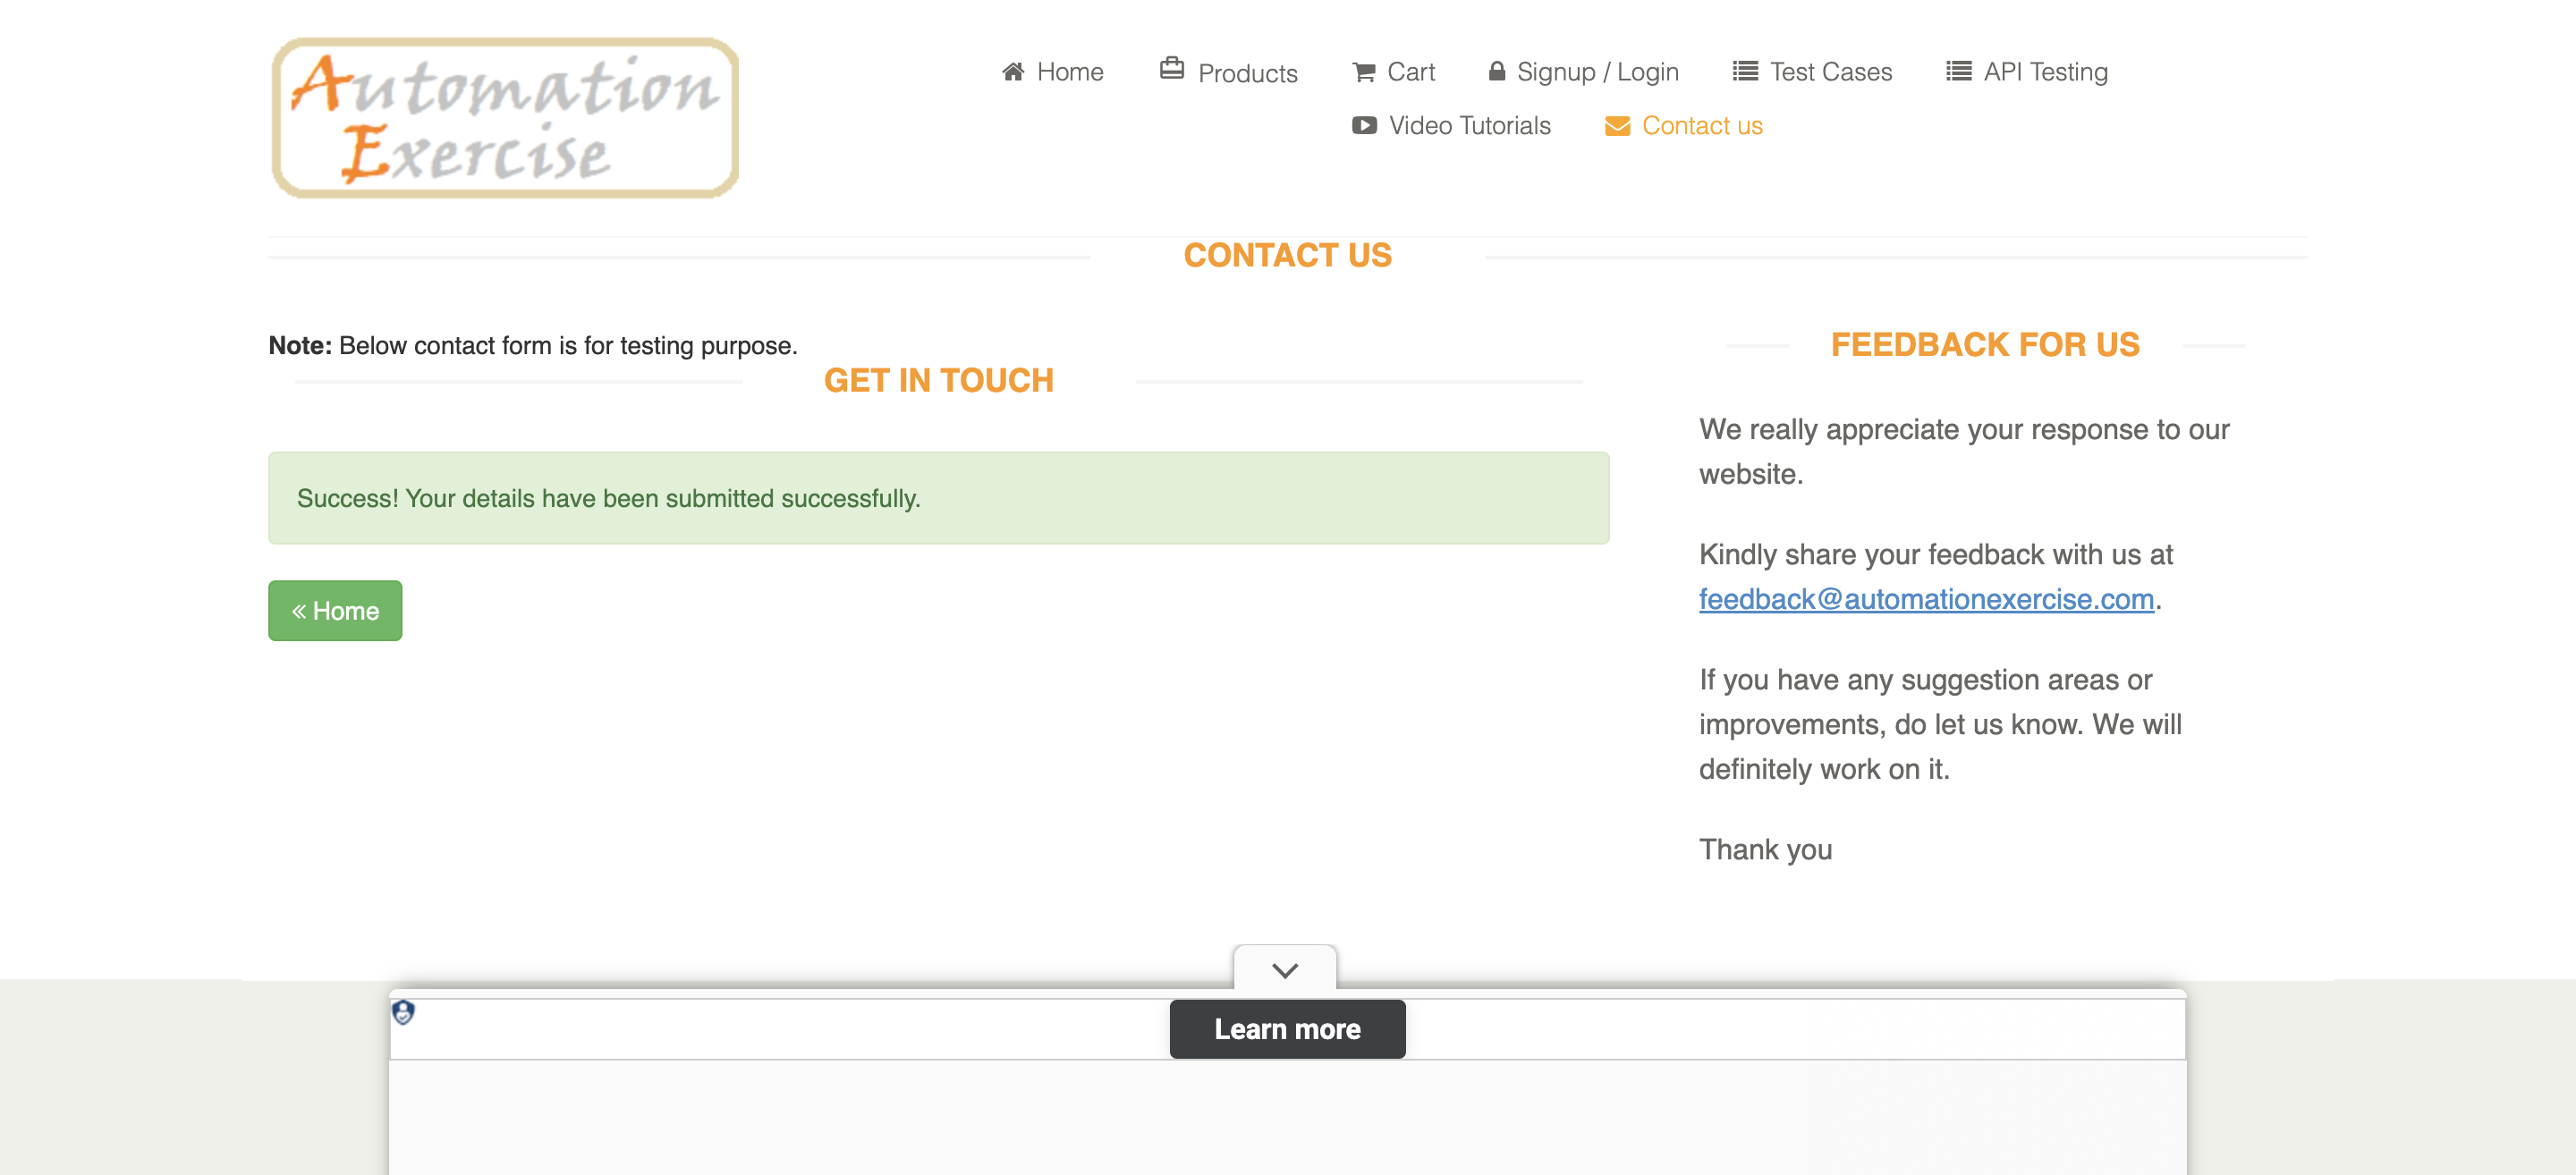 Automation
Exercise
Home
Products
Cart
Signup / Login
Test Cases
API Testing
Video Tutorials
Contact us
CONTACT US
Note: Below contact form is for testing purpose.
GET IN TOUCH
Success! Your details have been submitted successfully.
« Home
FEEDBACK FOR US
We really appreciate your response to our
website.
Kindly share your feedback with us at
feedback@automationexercise.com.
If you have any suggestion areas or
improvements, do let us know. We will
definitely work on it.
Thank you
Learn more